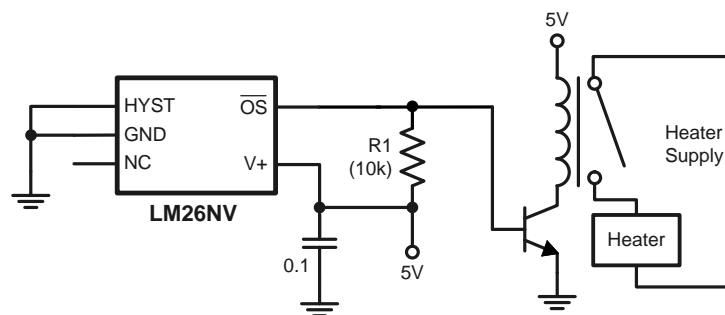 5V
HYST
OS
GND
NC
V+
LM26NV
R1
(10k)
0.1
5V
Heater
Supply
Heater